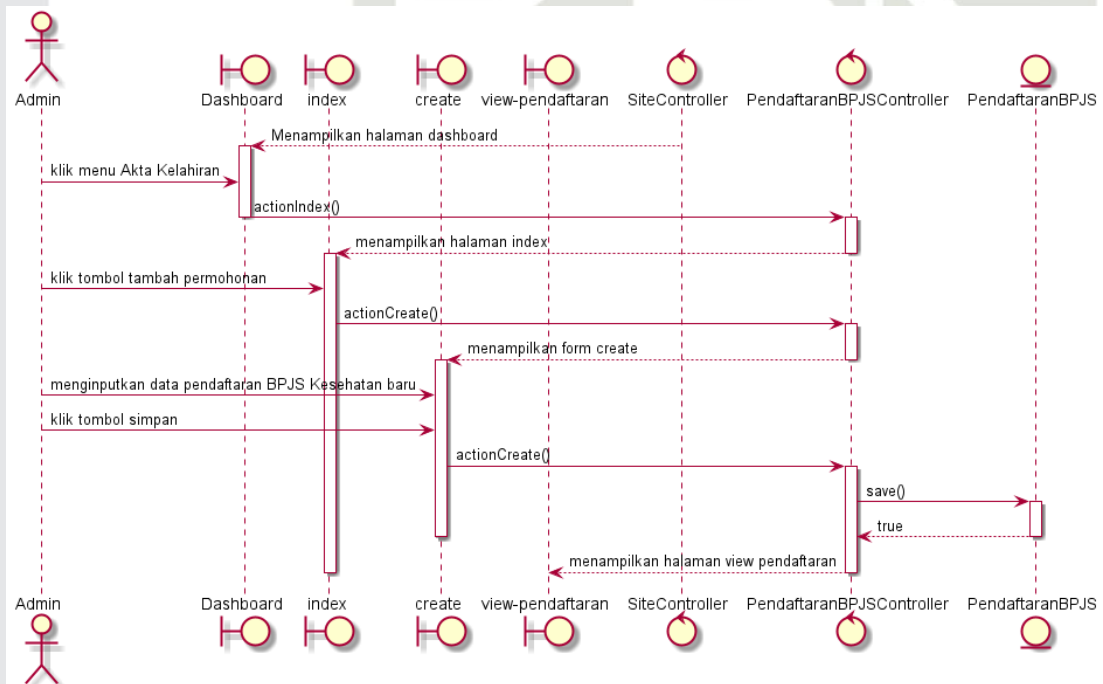 Admin
Dashboard
index
create
view-pendaftaran
SiteController
PendaftaranBPJSController
PendaftaranBPJS
Menampilkan halaman dashboard
klik menu Akta Kelahiran
actionIndex()
menampilkan halaman index
klik tombol tambah permohonan
actionCreate()
menampilkan form create
menginputkan data pendaftaran BPJS Kesehatan baru
klik tombol simpan
actionCreate()
save()
true
menampilkan halaman view pendaftaran
Admin
Dashboard
index
create
view-pendaftaran
SiteController
PendaftaranBPJSController
PendaftaranBPJS